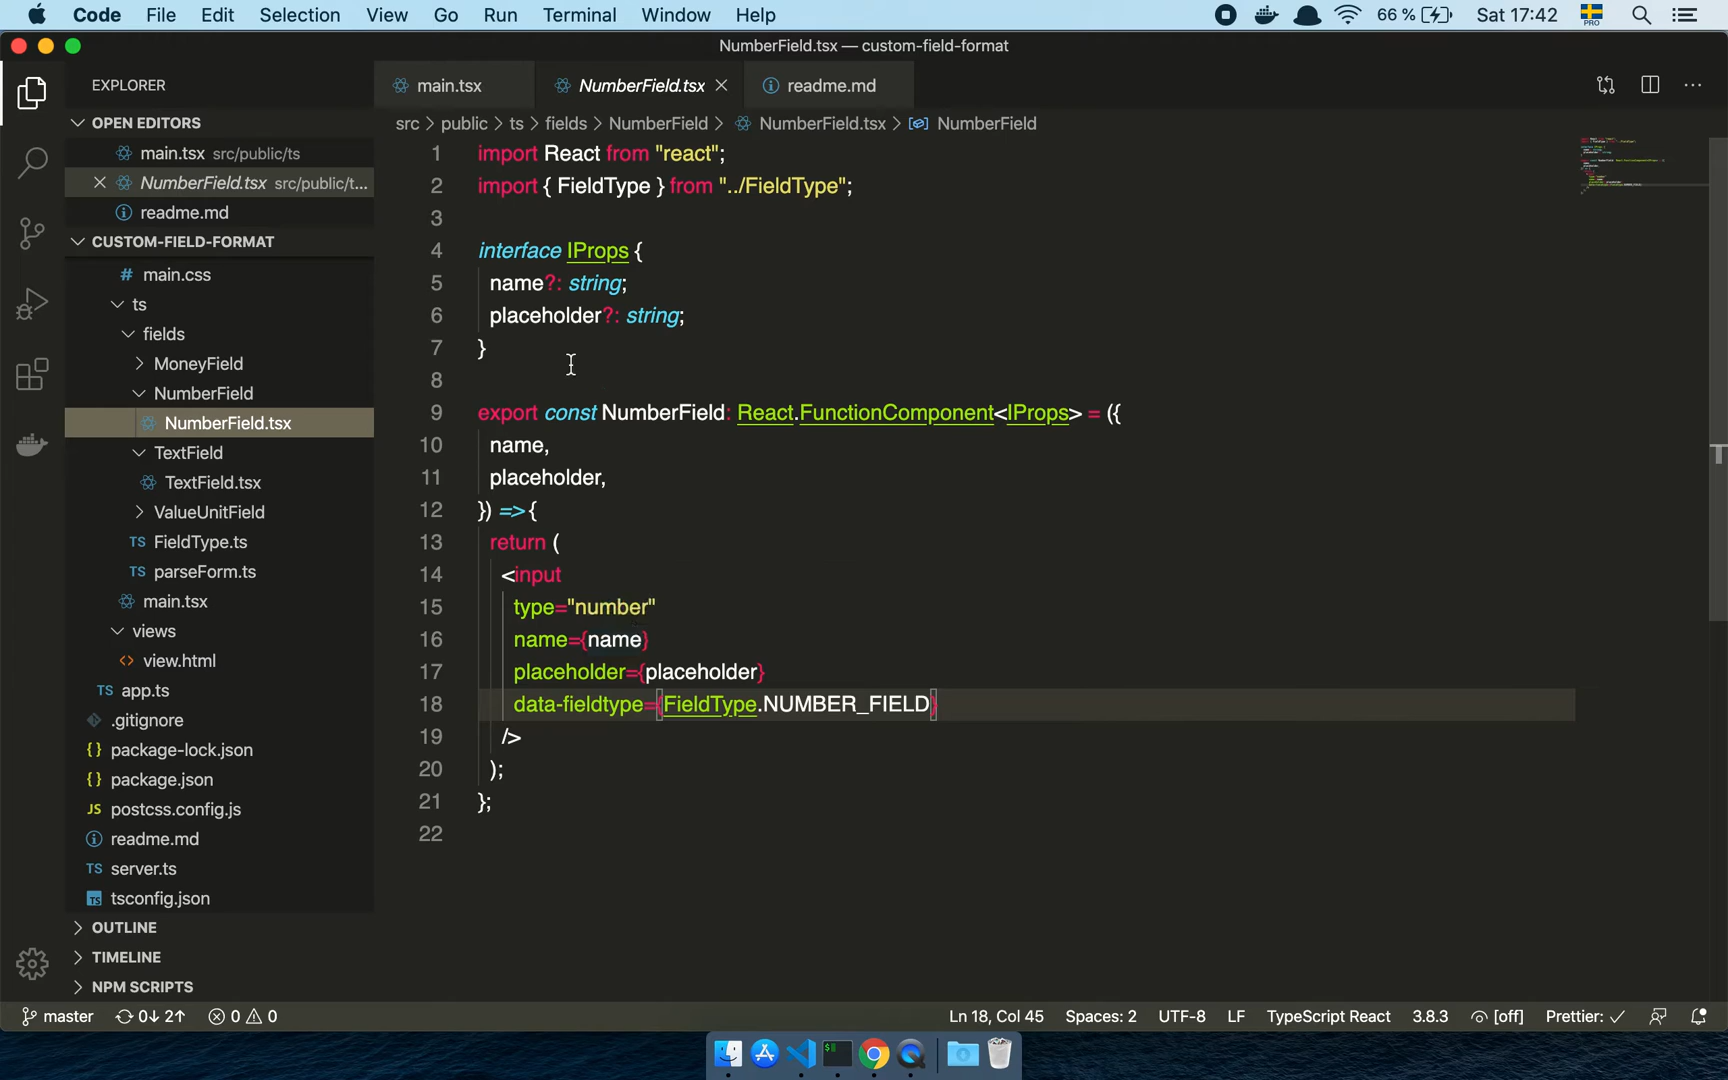 Code File Edit Selection View Go Run Terminal Window Help 66 % Sat 17:42 PRO
NumberField.tsx — custom-field-format
EXPLORER
OPEN EDITORS
main.tsx src/public/ts
NumberField.tsx src/public/t...
readme.md
CUSTOM-FIELD-FORMAT
# main.css
ts
fields
MoneyField
NumberField
NumberField.tsx
TextField
TextField.tsx
ValueUnitField
TS FieldType.ts
TS parseForm.ts
main.tsx
views
<> view.html
TS app.ts
.gitignore
{} package-lock.json
{} package.json
JS postcss.config.js
readme.md
TS server.ts
TS tsconfig.json
OUTLINE
TIMELINE
NPM SCRIPTS
main.tsx NumberField.tsx readme.md
src > public > ts > fields > NumberField > NumberField.tsx > NumberField
1 import React from "react";
2 import { FieldType } from "../FieldType";
3
4 interface IProps {
5 name?: string;
6 placeholder?: string;
7 }
8
9 export const NumberField: React.FunctionComponent<IProps> = ({
10 name,
11 placeholder,
12 }) => {
13 return (
14 <input
15 type="number"
16 name={name}
17 placeholder={placeholder}
18 data-fieldtype={FieldType.NUMBER_FIELD}
19 />
20 );
21 };
22
master 0↓ 2↑ 0 0 Ln 18, Col 45 Spaces: 2 UTF-8 LF TypeScript React 3.8.3 [off] Prettier: ✓